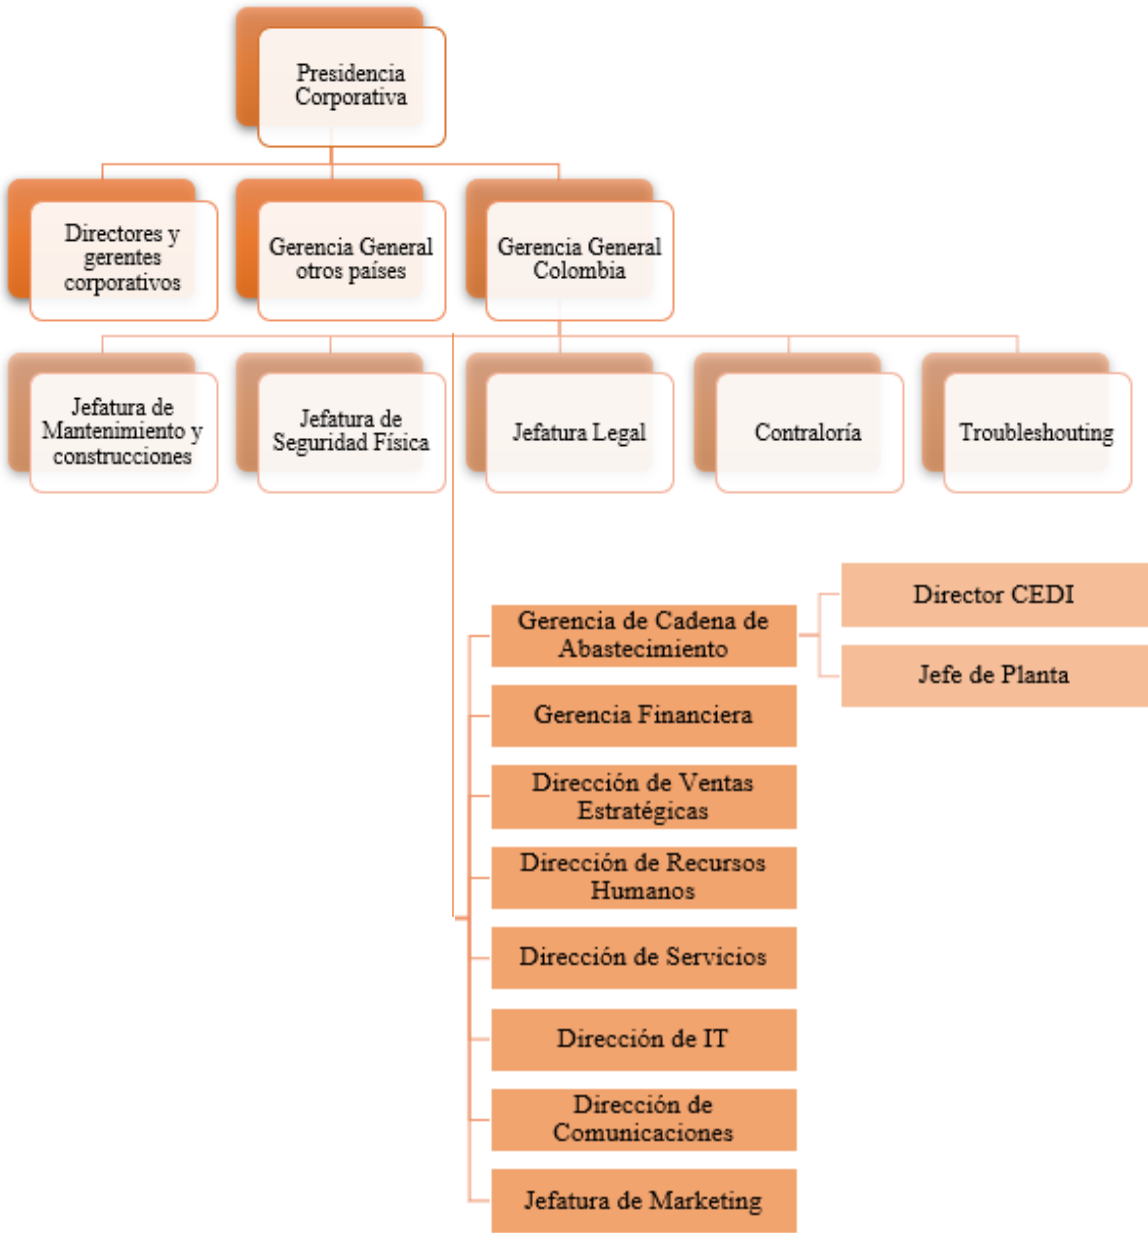 Presidencia
Corporativa
Directores y
gerentes
corporativos
Gerencia General
otros países
Gerencia General
Colombia
Jefatura de
Mantenimiento y
construcciones
Jefatura de
Seguridad Física
Jefatura Legal
Contraloría
Troubleshouting
Gerencia de Cadena de
Abastecimiento
Director CEDI
Jefe de Planta
Gerencia Financiera
Dirección de Ventas
Estratégicas
Dirección de Recursos
Humanos
Dirección de Servicios
Dirección de IT
Dirección de
Comunicaciones
Jefatura de Marketing